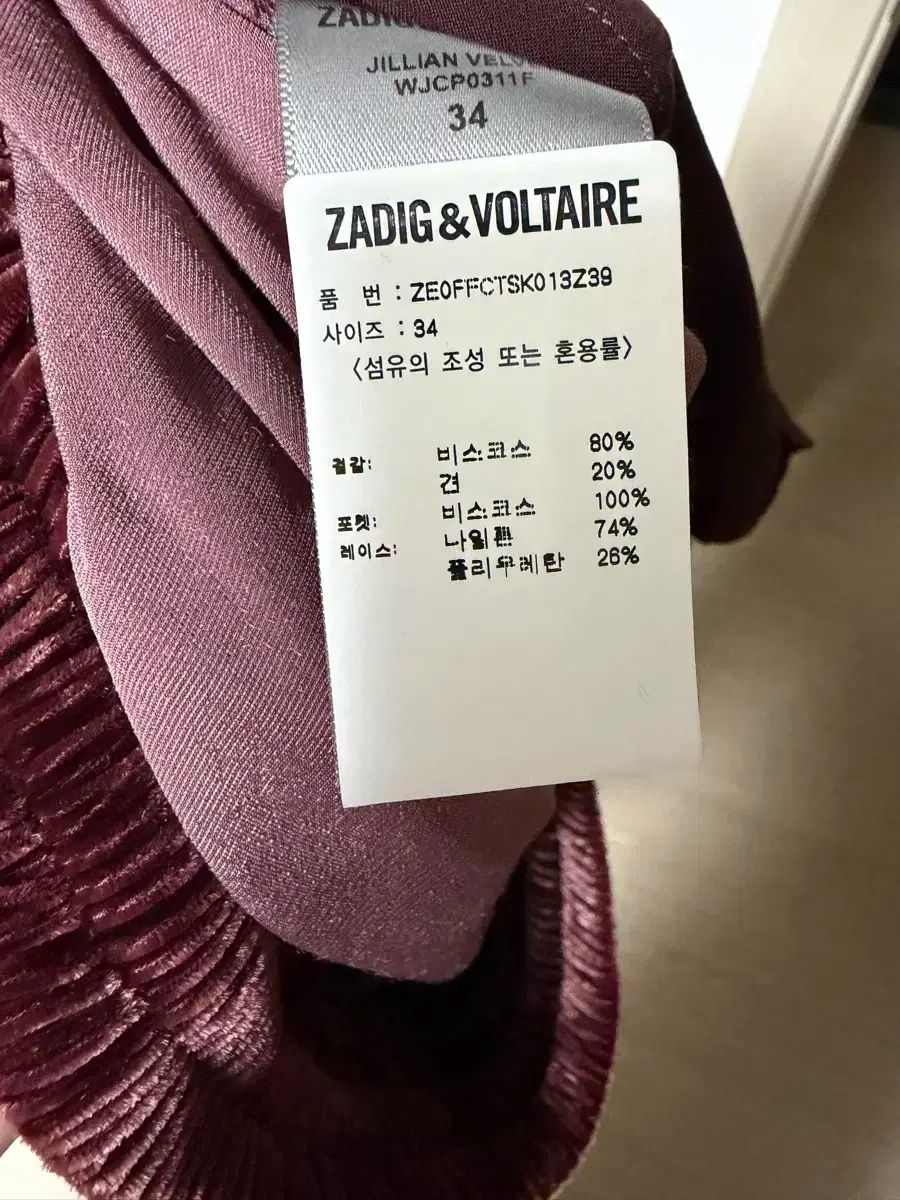 JILLIAN
WJCP0311F
34
ZADIG & VOLTAIRE
품 번 : ZE0FFCTSK013Z39
사이즈 : 34
〈섬유의 조성 또는 혼용률〉
겉감: 비스코스 80%
견 20%
포켓: 비스코스 100%
레이스: 나일론 74%
폴리우레탄 26%